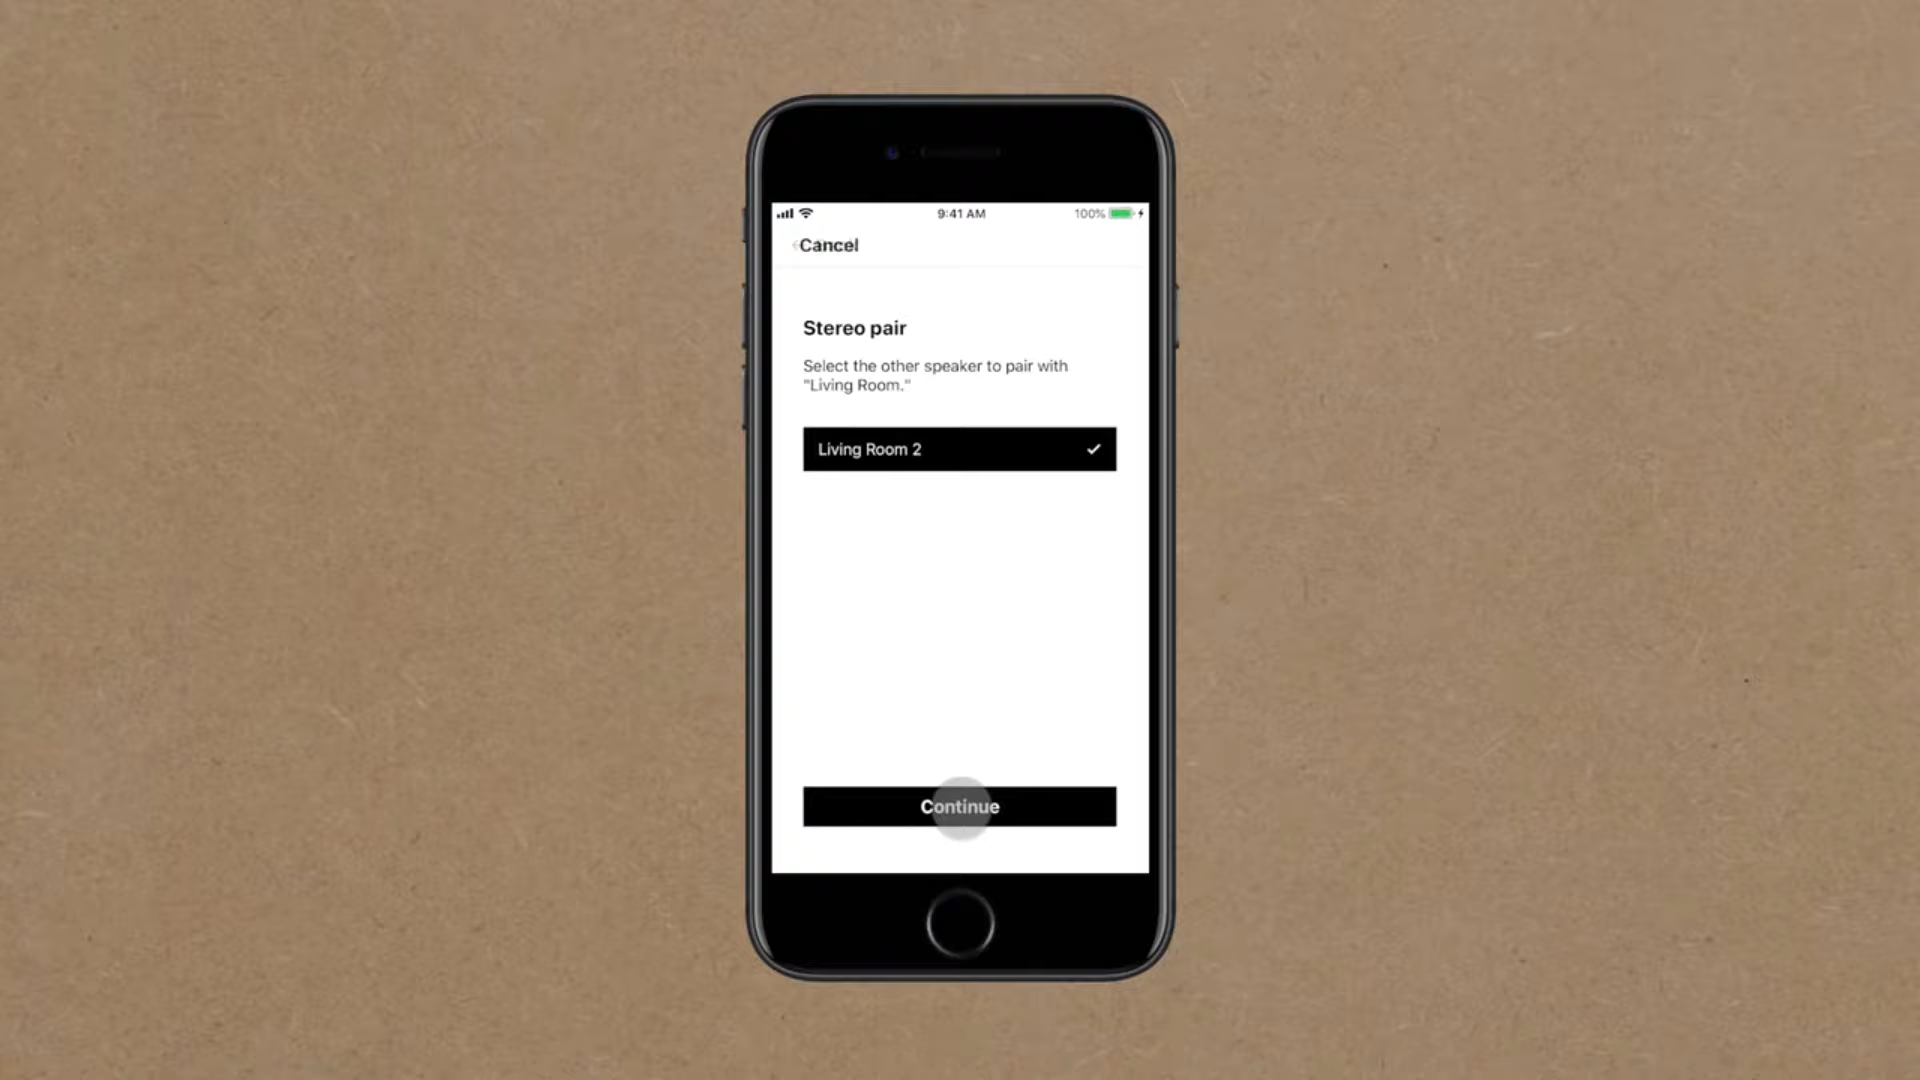 9:41 AM
100%
Cancel
Stereo pair
Select the other speaker to pair with
"Living Room."
Living Room 2
Continue